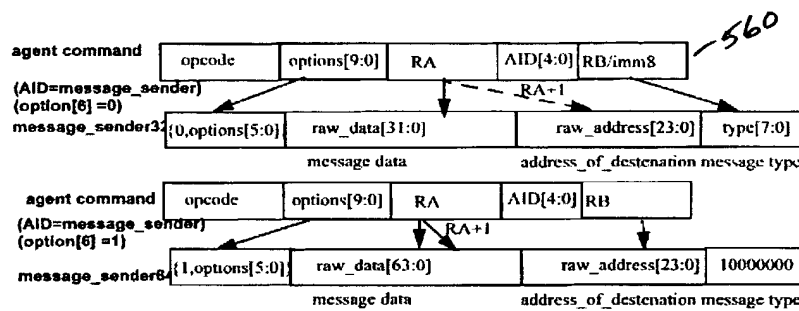 560
agent command opcode options[9:0] RA AID[4:0] RB/imm8
(AID=message_sender)
(option[6] =0)
RA+1
message_sender32 {0,options[5:0]} raw_data[31:0] raw_address[23:0] type[7:0]
message data address_of_destenation message type
agent command opcode options[9:0] RA AID[4:0] RB
(AID=message_sender)
(option[6] =1)
RA+1
message_sender64 {1,options[5:0]} raw_data[63:0] raw_address[23:0] 10000000
message data address_of_destenation message type